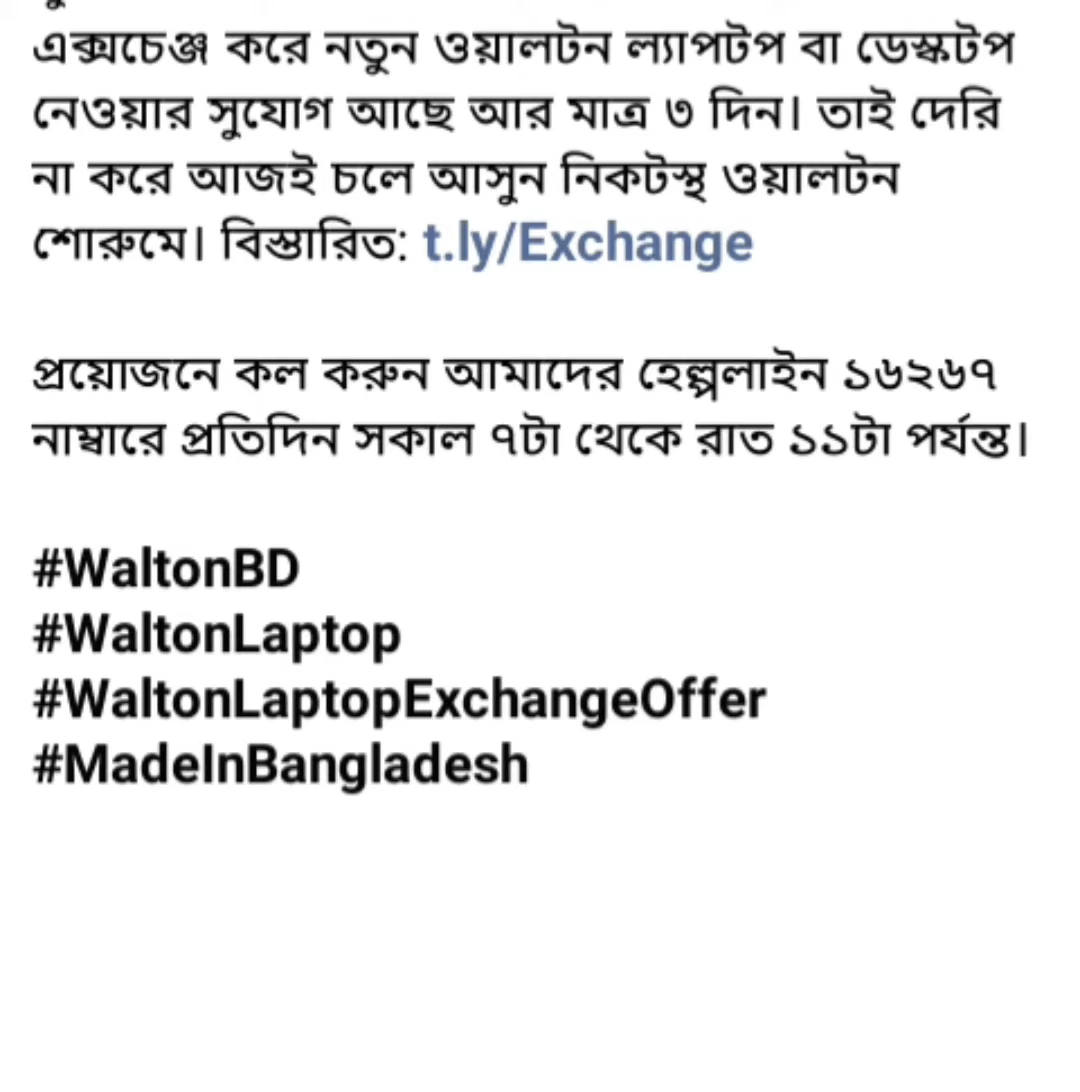 এক্সচেঞ্জ করে নতুন ওয়ালটন ল্যাপটপ বা ডেস্কটপ
নেওয়ার সুযোগ আছে আর মাত্র ৩ দিন। তাই দেরি
না করে আজই চলে আসুন নিকটস্থ ওয়ালটন
শোরুমে। বিস্তারিত: t.ly/Exchange
প্রয়োজনে কল করুন আমাদের হেল্পলাইন ১৬২৬৭
নাম্বারে প্রতিদিন সকাল ৭টা থেকে রাত ১১টা পর্যন্ত।
#WaltonBD
#WaltonLaptop
#WaltonLaptopExchangeOffer
#MadeInBangladesh